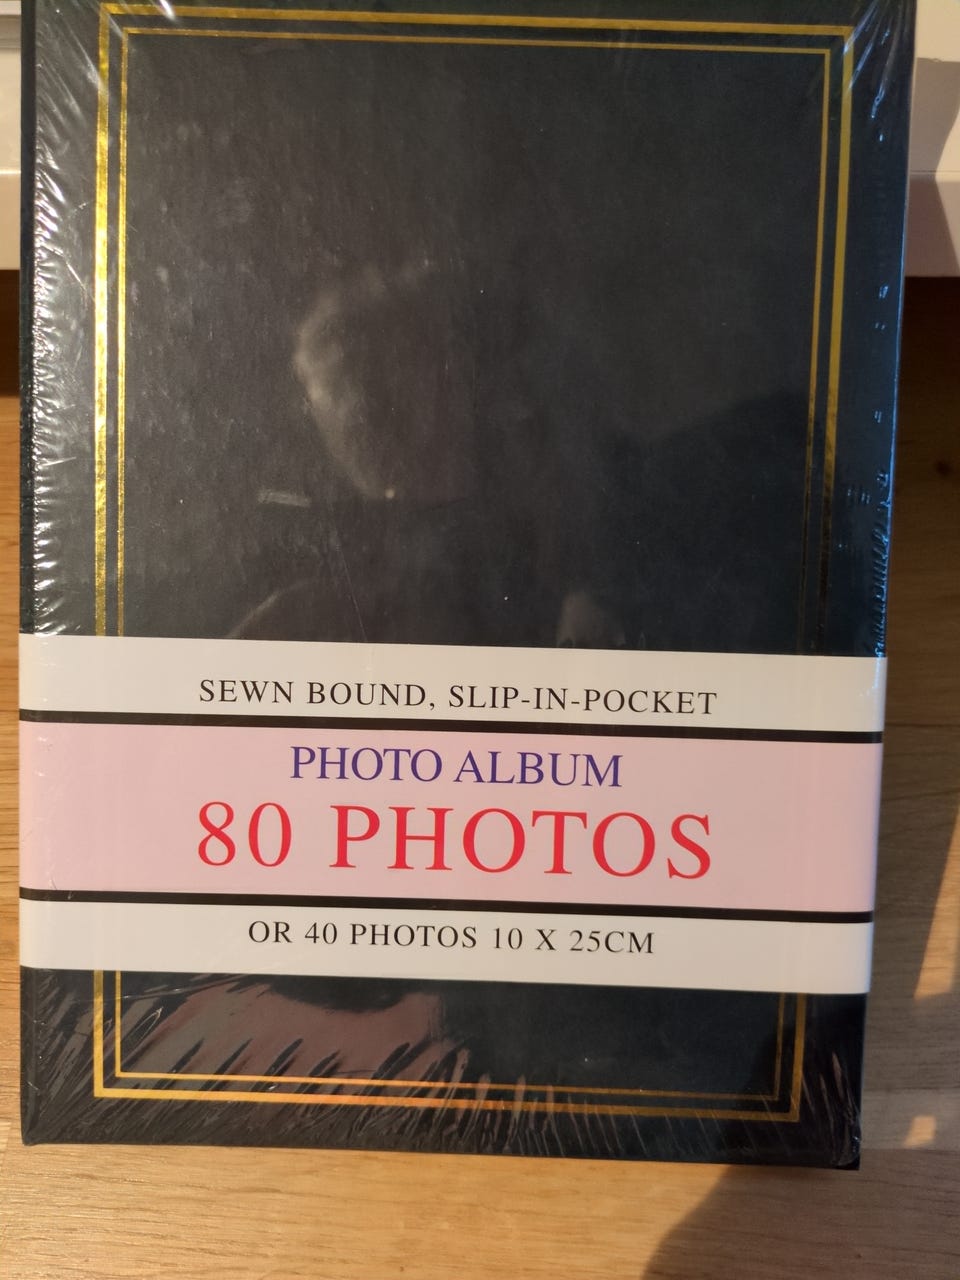 SEWN BOUND, SLIP-IN-POCKET
PHOTO ALBUM
80 PHOTOS
OR 40 PHOTOS 10 X 25CM